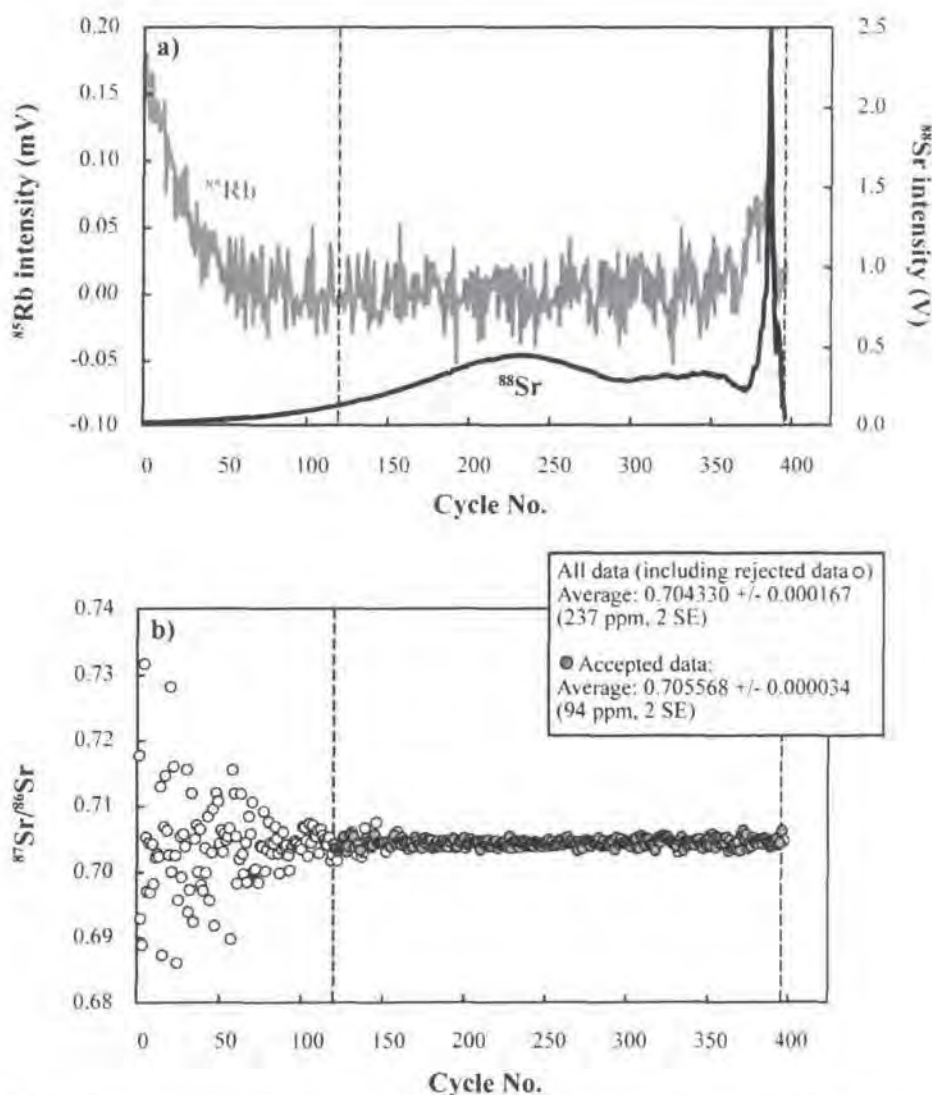 a)
0.20
0.15
0.10
0.05
0.00
-0.05
-0.10
⁸⁵Rb intensity (mV)
3.5
3.0
2.5
2.0
1.5
1.0
0.5
0.0
⁸⁸Sr intensity (V)
⁸⁵Rb
⁸⁸Sr
0 50 100 150 200 250 300 350 400
Cycle No.
All data (including rejected data○)
Average: 0.704330 +/- 0.000167
(237 ppm, 2 SE)
● Accepted data:
Average: 0.705568 +/- 0.000034
(94 ppm, 2 SE)
b)
0.74
0.73
0.72
0.71
0.70
0.69
0.68
⁸⁷Sr/⁸⁶Sr
0 50 100 150 200 250 300 350 400
Cycle No.